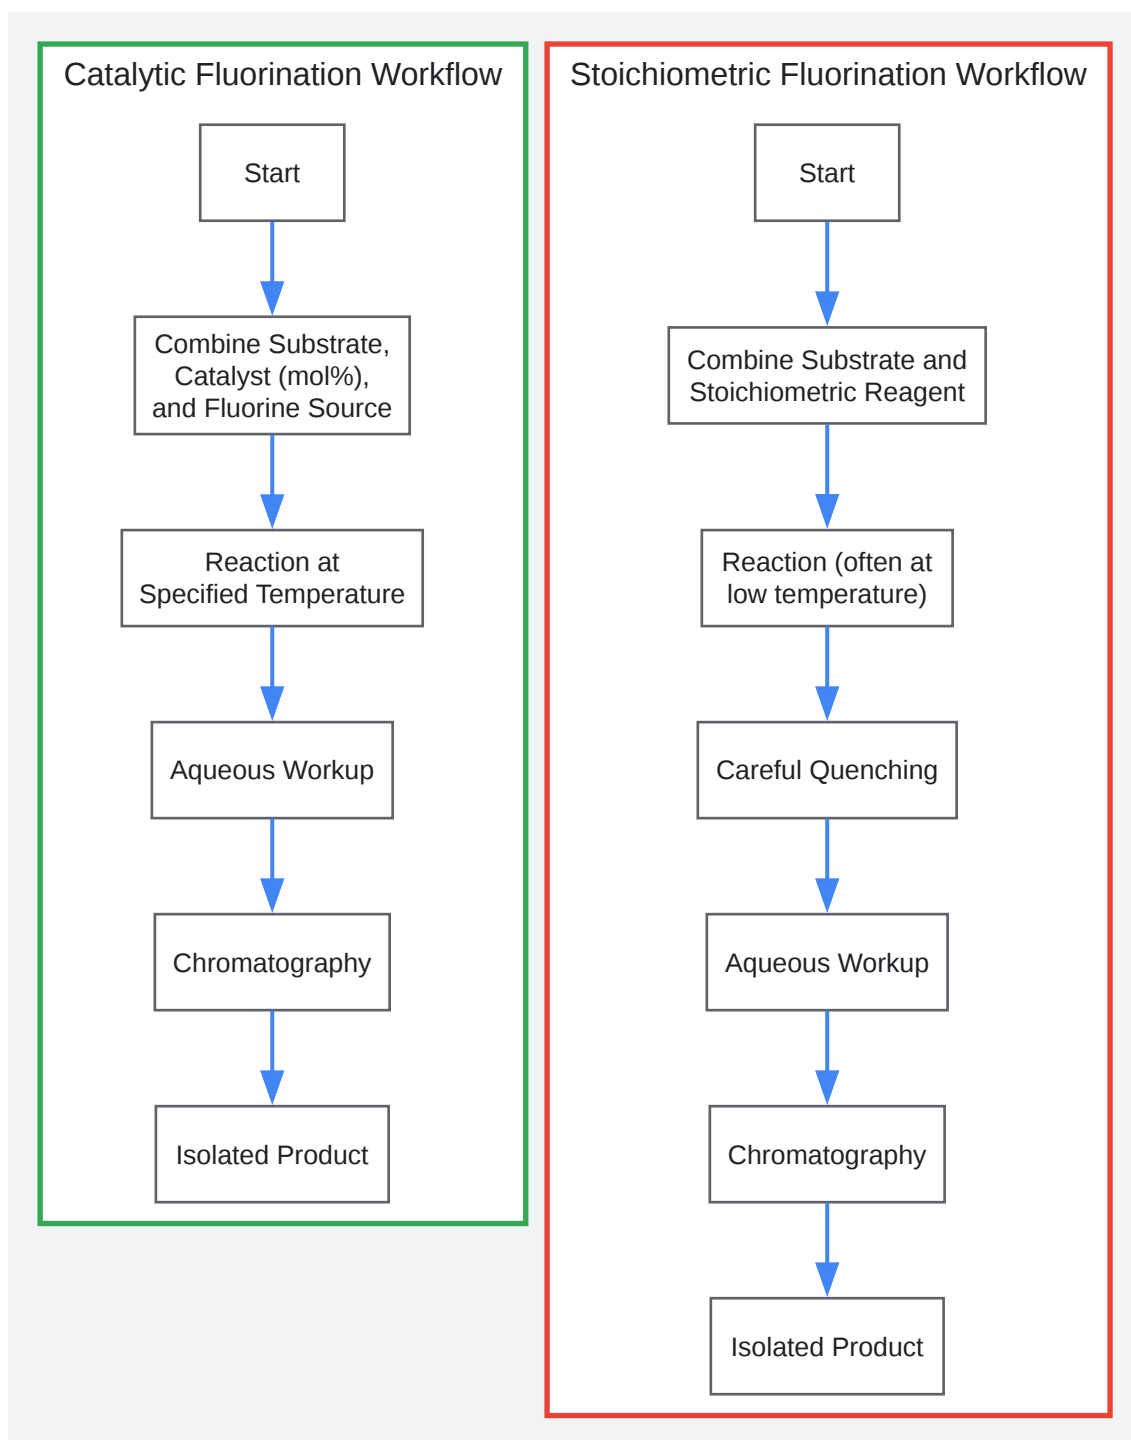 Catalytic Fluorination Workflow
Start
Combine Substrate,
Catalyst (mol%),
and Fluorine Source
Reaction at
Specified Temperature
Aqueous Workup
Chromatography
Isolated Product
Stoichiometric Fluorination Workflow
Start
Combine Substrate and
Stoichiometric Reagent
Reaction (often at
low temperature)
Careful Quenching
Aqueous Workup
Chromatography
Isolated Product